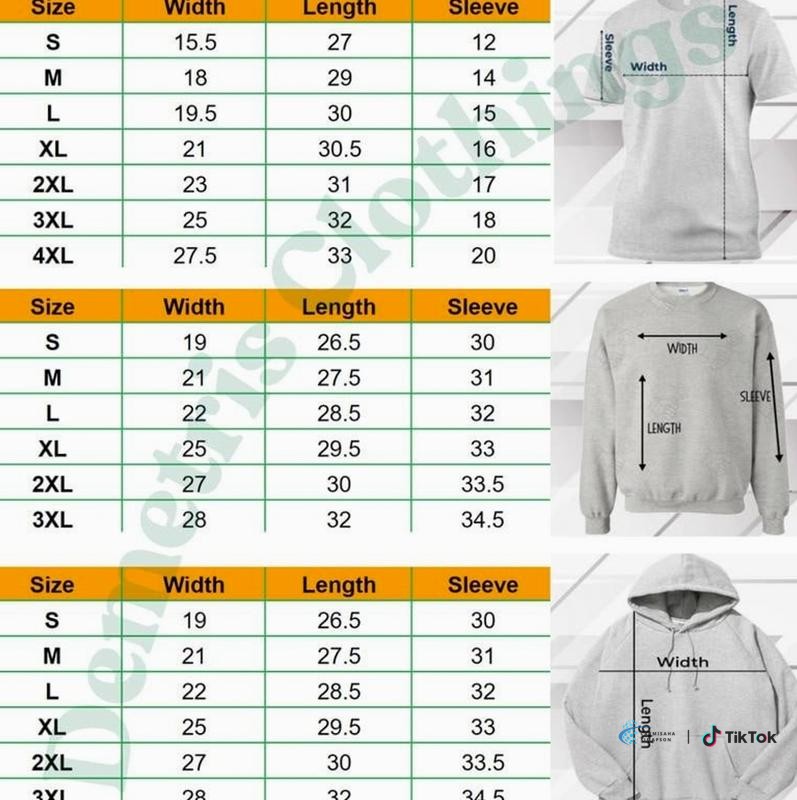 Size Width Length Sleeve
S 15.5 27 12
M 18 29 14
L 19.5 30 15
XL 21 30.5 16
2XL 23 31 17
3XL 25 32 18
4XL 27.5 33 20
Sleeve
Width
Length
Size Width Length Sleeve
S 19 26.5 30
M 21 27.5 31
L 22 28.5 32
XL 25 29.5 33
2XL 27 30 33.5
3XL 28 32 34.5
WIDTH
LENGTH
SLEEVE
Size Width Length Sleeve
S 19 26.5 30
M 21 27.5 31
L 22 28.5 32
XL 25 29.5 33
2XL 27 30 33.5
3XL 28 32 34.5
Width
Length
TikTok
Demetris Clothings